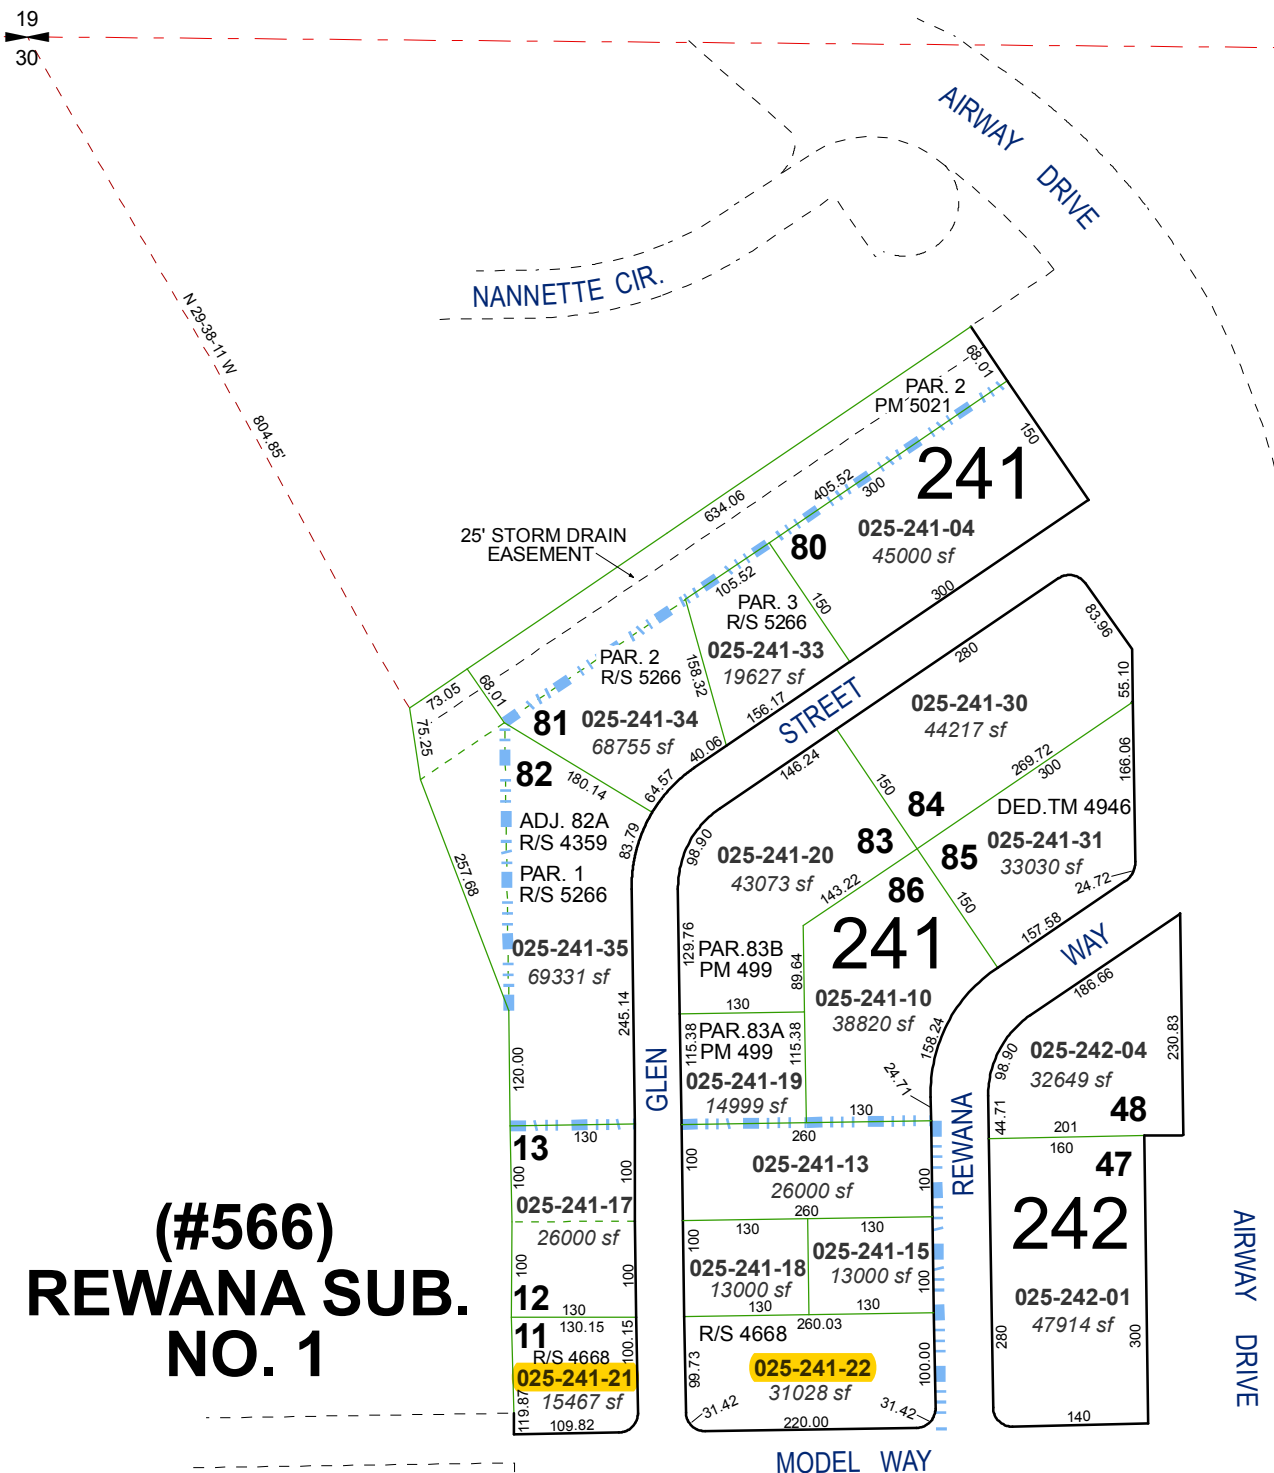 19
30
AIRWAY DRIVE
NANNETTE CIR.
N 29-38-11 W
804.85'
68.01
PAR. 2
PM 5021
150
241
405.52
300
634.06
25' STORM DRAIN
EASEMENT
80
025-241-04
45000 sf
105.52
PAR. 3
R/S 5266
150
300
83.96
025-241-33
19627 sf
280
PAR. 2
R/S 5266
158.32
55.10
73.05
68.01
156.17
STREET
025-241-30
44217 sf
81
025-241-34
68755 sf
75.25
40.06
146.24
269.72
300
166.06
82
180.14
64.57
150
84
DED.TM 4946
ADJ. 82A
R/S 4359
83.79
98.90
025-241-20
43073 sf
83
85
025-241-31
33030 sf
257.68
PAR. 1
R/S 5266
143.22
86
150
24.72
025-241-35
69331 sf
129.76
PAR.83B
PM 499
89.64
241
157.58
WAY
186.66
245.14
130
025-241-10
38820 sf
158.24
230.83
120.00
GLEN
115.38
PAR.83A
PM 499
115.38
98.90
025-242-04
32649 sf
025-241-19
14999 sf
24.71
REWANA
44.71
48
130
130
260
201
160
13
100
100
100
025-241-13
26000 sf
100
47
025-241-17
26000 sf
260
130
130
(#566)
REWANA SUB.
NO. 1
242
AIRWAY DRIVE
100
100
100
025-241-18
13000 sf
025-241-15
13000 sf
100
12
130
130
130
025-242-01
47914 sf
11
130.15
100.15
R/S 4668
260.03
280
300
R/S 4668
025-241-21
15467 sf
99.73
025-241-22
31028 sf
100.00
119.87
109.82
31.42
220.00
31.42
140
MODEL WAY